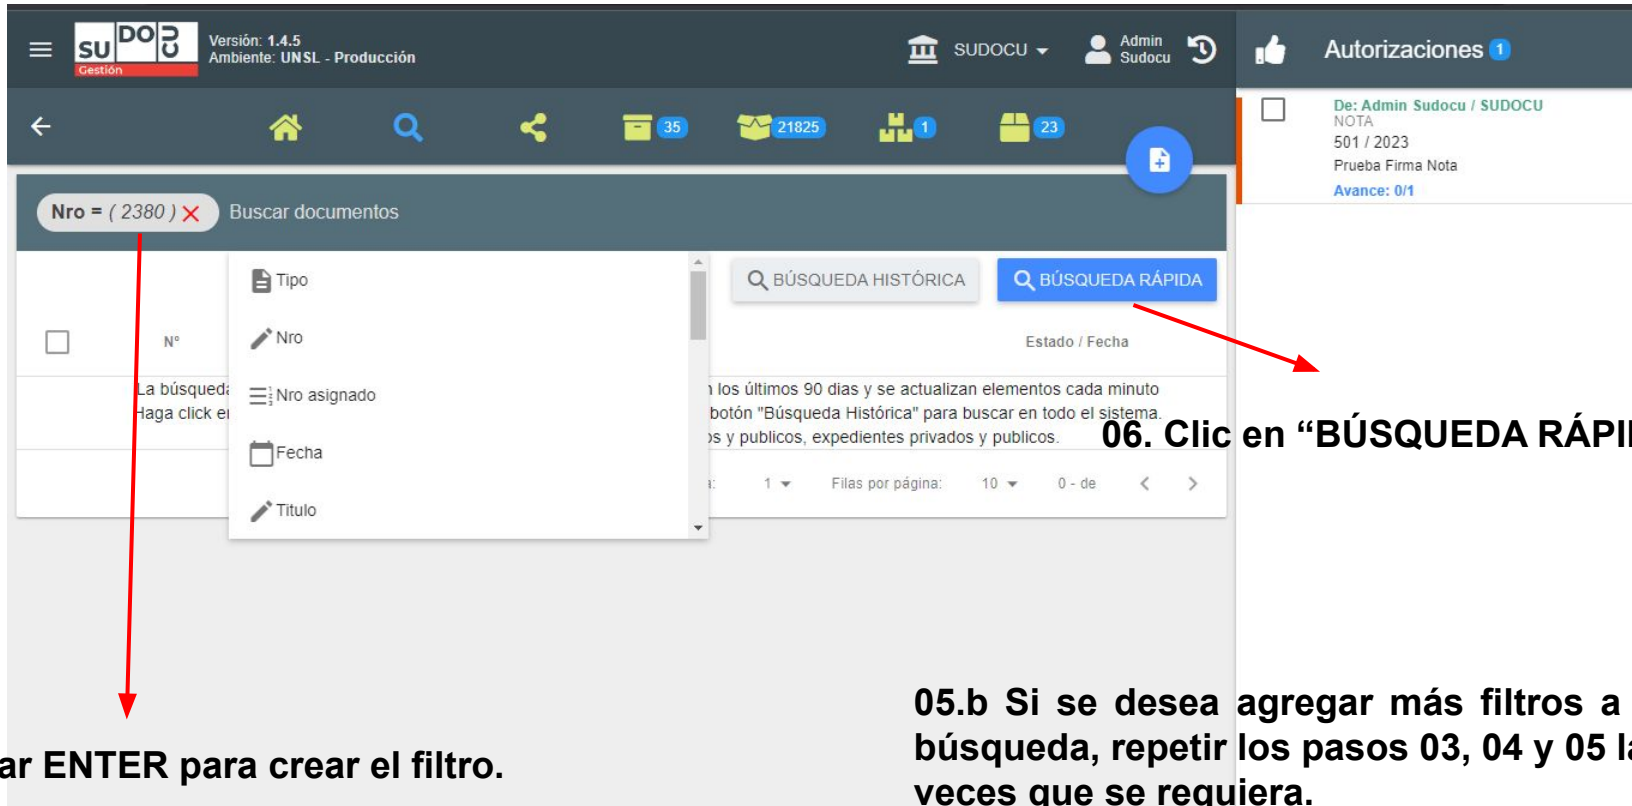 SU DO CU
Gestión
Versión: 1.4.5
Ambiente: UNSL - Producción
SUDOCU
Admin
Sudocu
Autorizaciones 1
35
21825
1
23
De: Admin Sudocu / SUDOCU
NOTA
501 / 2023
Prueba Firma Nota
Avance: 0/1
Nro = ( 2380 )
Buscar documentos
Tipo
Nro
Nro asignado
Fecha
Titulo
BÚSQUEDA HISTÓRICA
BÚSQUEDA RÁPIDA
N°
Estado / Fecha
La búsqueda
los últimos 90 dias y se actualizan elementos cada minuto
Haga click
botón "Búsqueda Histórica" para buscar en todo el sistema.
y publicos, expedientes privados y publicos.
1
Filas por página:
10
0 - de
06. Clic en “BÚSQUEDA RÁPI
05.b Si se desea agregar más filtros a
búsqueda, repetir los pasos 03, 04 y 05
veces que se requiera.
ar ENTER para crear el filtro.